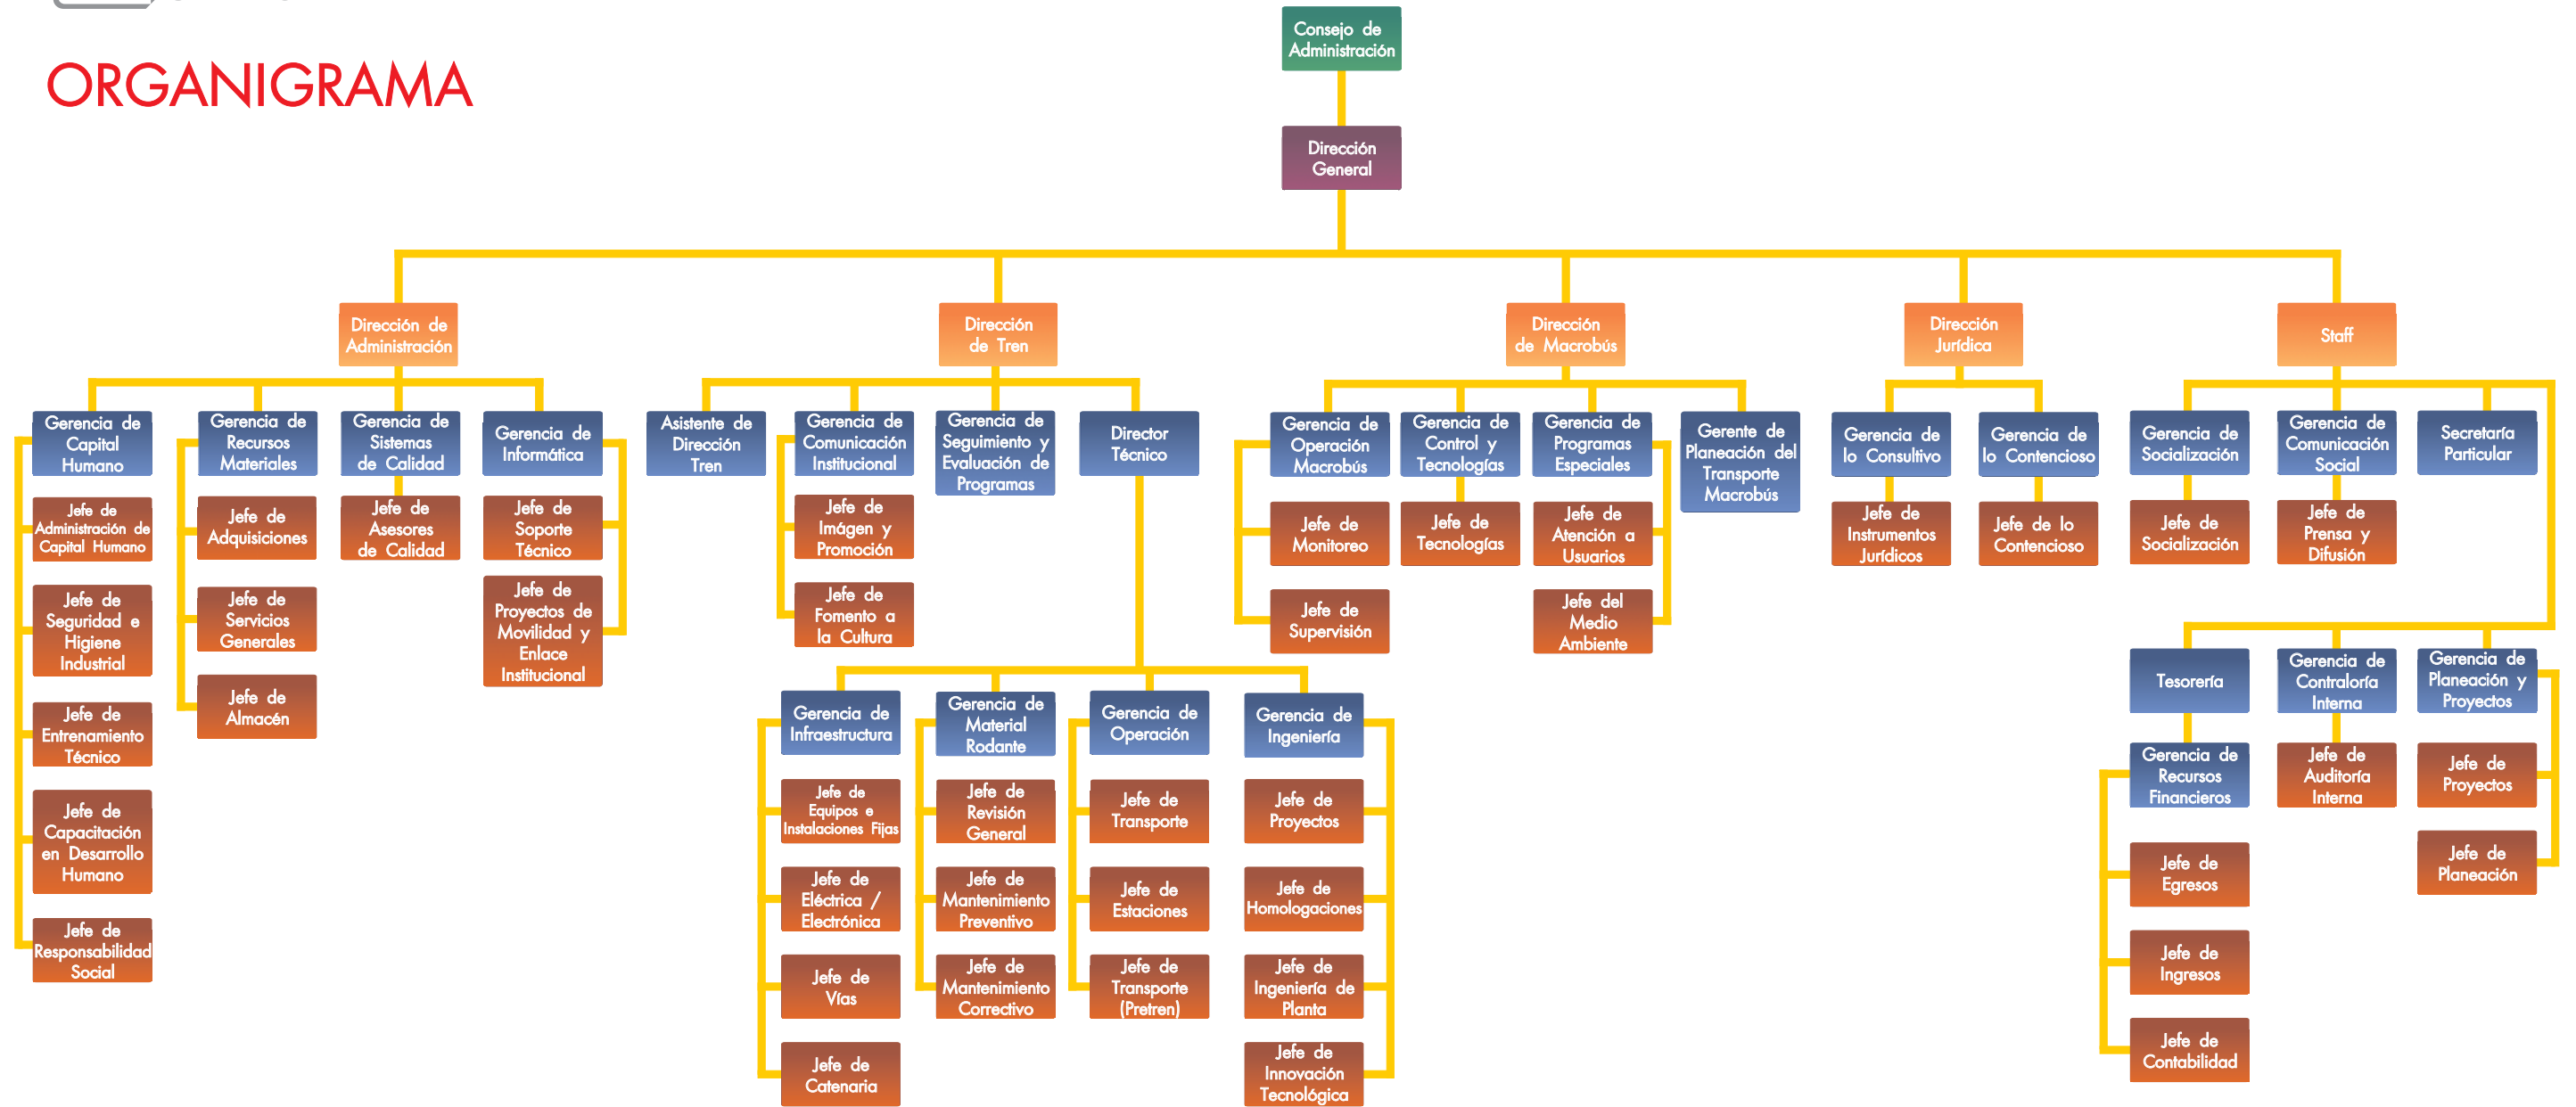 ORGANIGRAMA
Consejo de
Administración
Dirección
General
Dirección de
Administración
Dirección
de Tren
Dirección
de Macrobús
Dirección
Jurídica
Staff
Gerencia de
Capital
Humano
Jefe de
Administración de
Capital Humano
Jefe de
Seguridad e
Higiene
Industrial
Jefe de
Entrenamiento
Técnico
Jefe de
Capacitación
en Desarrollo
Humano
Jefe de
Responsabilidad
Social
Gerencia de
Recursos
Materiales
Jefe de
Adquisiciones
Jefe de
Servicios
Generales
Jefe de
Almacén
Gerencia de
Sistemas
de Calidad
Jefe de
Asesores
de Calidad
Gerencia de
Informática
Jefe de
Soporte
Técnico
Jefe de
Proyectos de
Movilidad y
Enlace
Institucional
Asistente de
Dirección
Tren
Gerencia de
Comunicación
Institucional
Jefe de
Imágen y
Promoción
Jefe de
Fomento a
la Cultura
Gerencia de
Seguimiento y
Evaluación de
Programas
Director
Técnico
Gerencia de
Infraestructura
Jefe de
Equipos e
Instalaciones Fijas
Jefe de
Eléctrica /
Electrónica
Jefe de
Vías
Jefe de
Catenaria
Gerencia de
Material
Rodante
Jefe de
Revisión
General
Jefe de
Mantenimiento
Preventivo
Jefe de
Mantenimiento
Correctivo
Gerencia de
Operación
Jefe de
Transporte
Jefe de
Estaciones
Jefe de
Transporte
(Pretren)
Gerencia de
Ingeniería
Jefe de
Proyectos
Jefe de
Homologaciones
Jefe de
Ingeniería de
Planta
Jefe de
Innovación
Tecnológica
Gerencia de
Operación
Macrobús
Jefe de
Monitoreo
Jefe de
Supervisión
Gerencia de
Control y
Tecnologías
Jefe de
Tecnologías
Gerencia de
Programas
Especiales
Jefe de
Atención a
Usuarios
Jefe del
Medio
Ambiente
Gerente de
Planeación del
Transporte
Macrobús
Gerencia de
lo Consultivo
Jefe de
Instrumentos
Jurídicos
Gerencia de
lo Contencioso
Jefe de lo
Contencioso
Gerencia de
Socialización
Jefe de
Socialización
Gerencia de
Comunicación
Social
Jefe de
Prensa y
Difusión
Secretaría
Particular
Tesorería
Gerencia de
Recursos
Financieros
Jefe de
Egresos
Jefe de
Ingresos
Jefe de
Contabilidad
Gerencia de
Contraloría
Interna
Jefe de
Auditoría
Interna
Gerencia de
Planeación y
Proyectos
Jefe de
Proyectos
Jefe de
Planeación